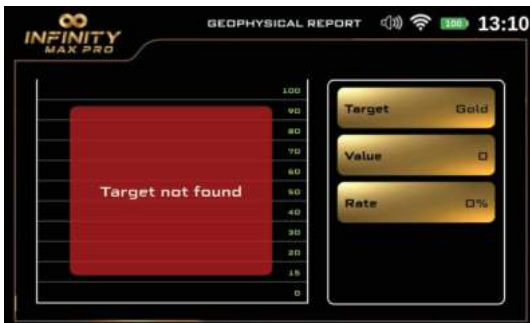 INFINITY
MAX PRO
GEOPHYSICAL REPORT
100
13:10
100
90
80
70
60
50
40
30
20
15
0
Target not found
Target Gold
Value 0
Rate 0%